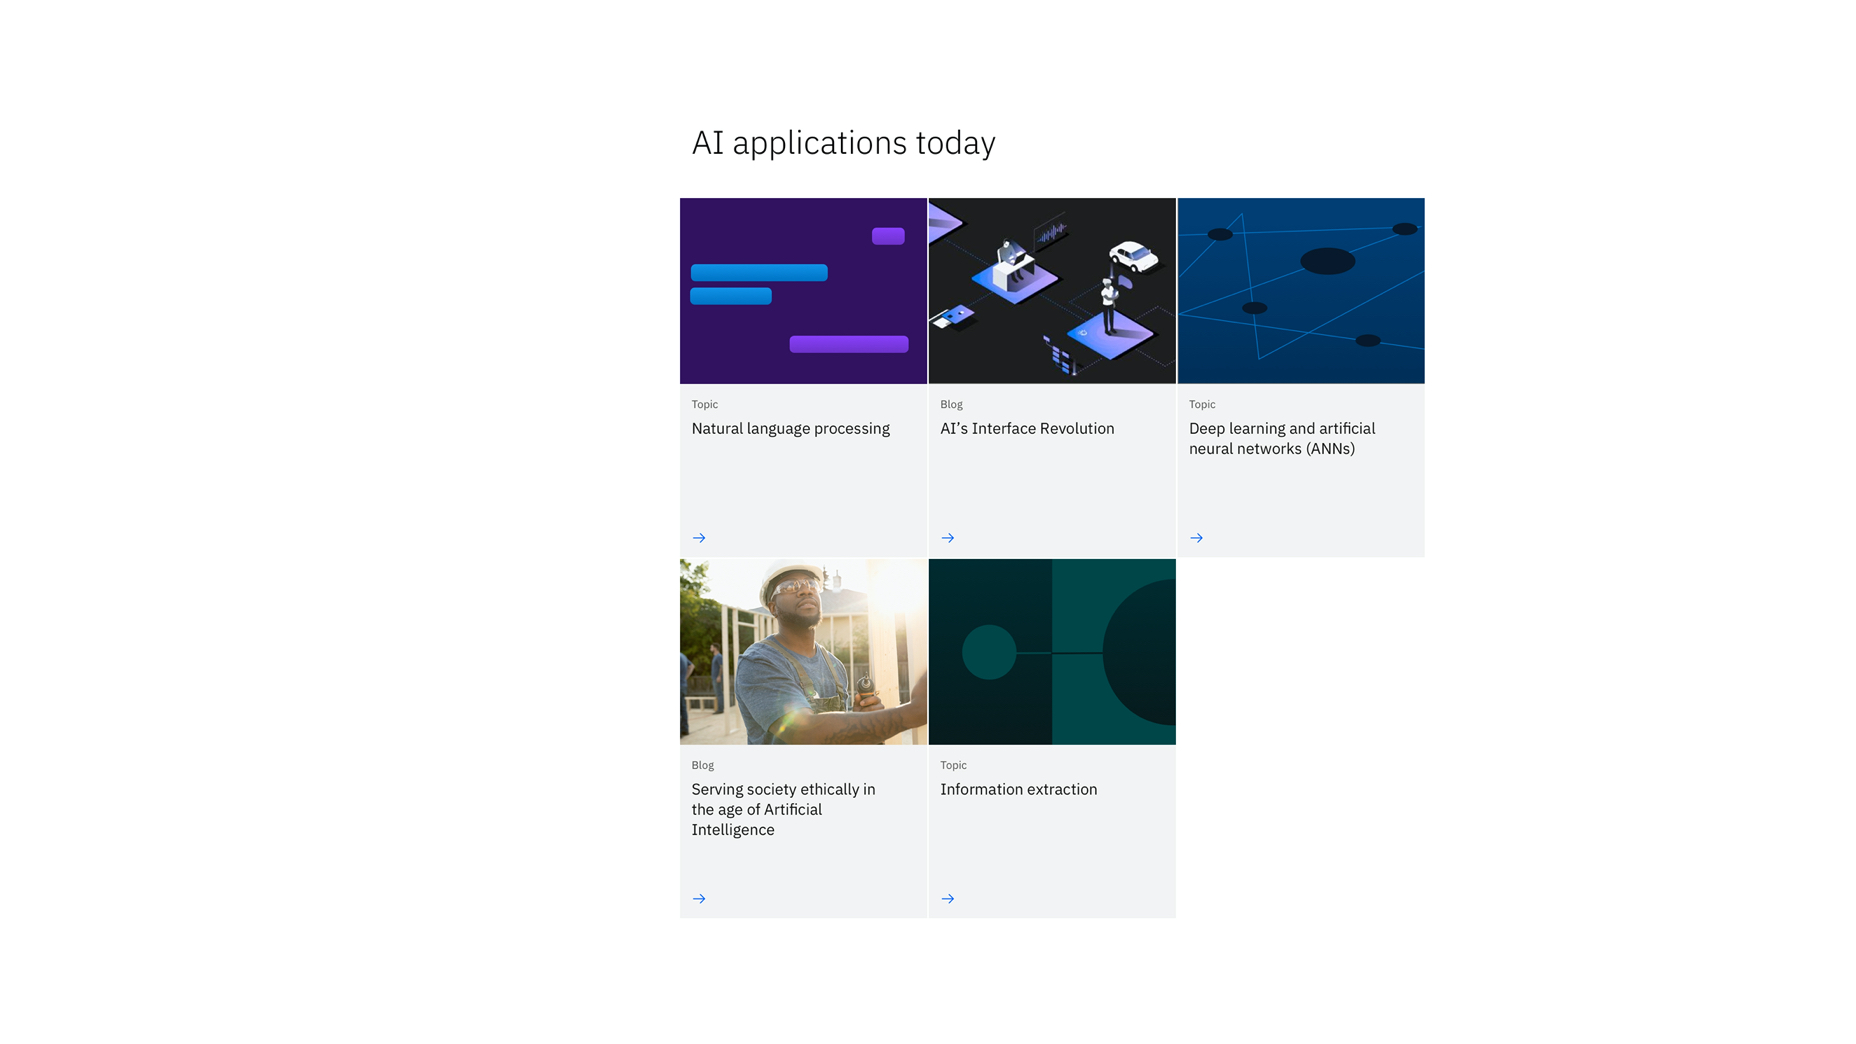 AI applications today
Topic
Natural language processing
Blog
AI’s Interface Revolution
Topic
Deep learning and artificial
neural networks (ANNs)
Blog
Serving society ethically in
the age of Artificial
Intelligence
Topic
Information extraction